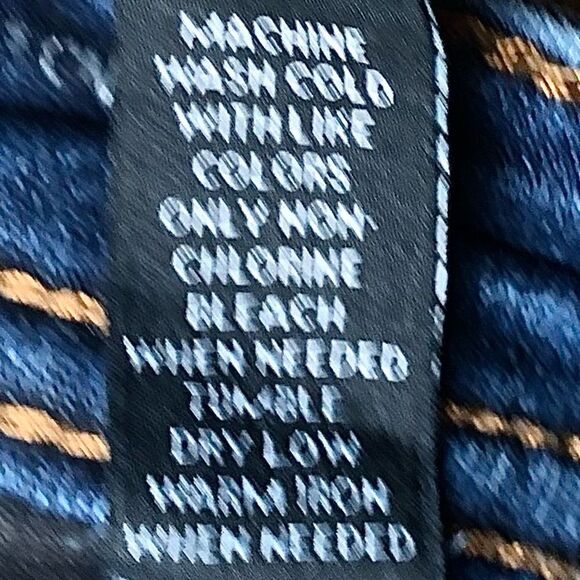 MACHINE
WASH COLD
WITH LIKE
COLORS
ONLY NON-
CHLORINE
BLEACH
WHEN NEEDED
TUMBLE
DRY LOW
WARM IRON
WHEN NEEDED